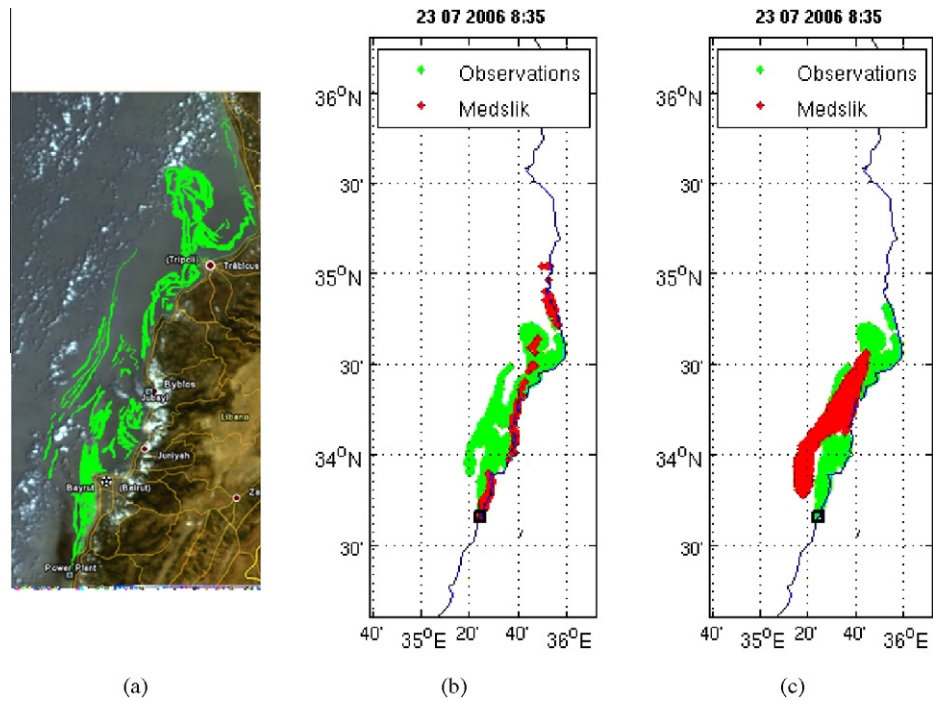 23 07 2006 8:35
23 07 2006 8:35
Observations
Medslik
Observations
Medslik
36°N
30'
35°N
30'
34°N
30'
40'
35°E
20'
40'
36°E
36°N
30'
35°N
30'
34°N
30'
40'
35°E
20'
40'
36°E
(Tripoli)
Trâblous
Byblos
Jubayl
Libano
Juniyah
Bayrut
(Beirut)
Za
Power Plant
(a)
(b)
(c)